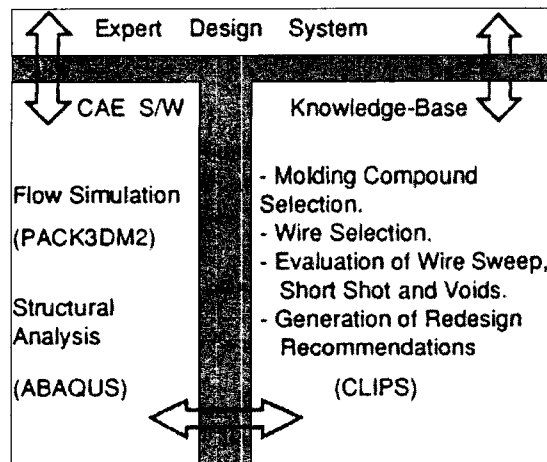 Expert Design System
CAE S/W
Flow Simulation
(PACK3DM2)
Structural
Analysis
(ABAQUS)
Knowledge-Base
- Molding Compound
Selection.
- Wire Selection.
- Evaluation of Wire Sweep,
Short Shot and Voids.
- Generation of Redesign
Recommendations
(CLIPS)